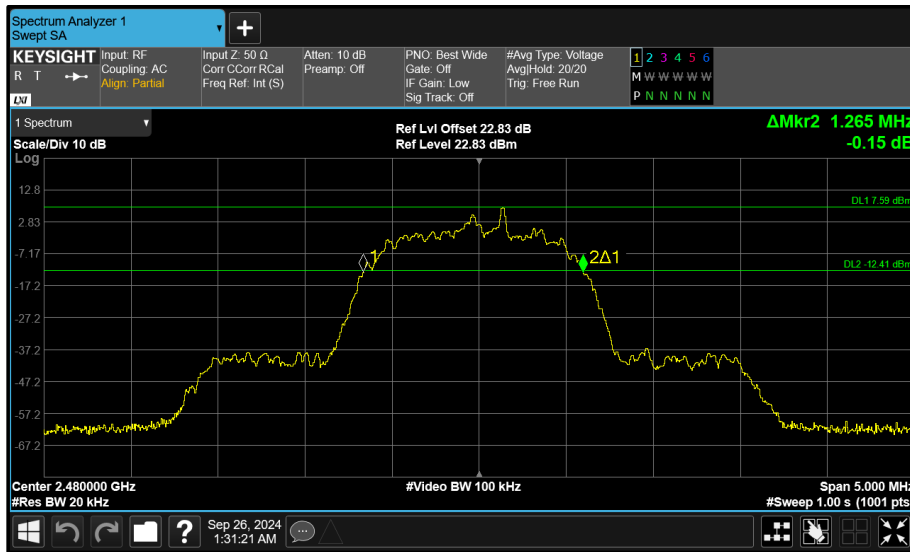 Spectrum Analyzer 1
Swept SA
KEYSIGHT
R T
LXI
Input: RF
Coupling: AC
Align: Partial
Input Z: 50 Ω
Corr CCorr RCal
Freq Ref: Int (S)
Atten: 10 dB
Preamp: Off
PNO: Best Wide
Gate: Off
IF Gain: Low
Sig Track: Off
#Avg Type: Voltage
Avg|Hold: 20/20
Trig: Free Run
1 2 3 4 5 6
M W W W W W
P N N N N N
1 Spectrum
Scale/Div 10 dB
Log
Ref Lvl Offset 22.83 dB
Ref Level 22.83 dBm
ΔMkr2 1.265 MHz
-0.15 dB
12.8
DL1 7.59 dBm
2.83
-7.17
1
2Δ1
DL2 -12.41 dBm
-17.2
-27.2
-37.2
-47.2
-57.2
-67.2
Center 2.480000 GHz
#Video BW 100 kHz
Span 5.000 MHz
#Res BW 20 kHz
#Sweep 1.00 s (1001 pts
Sep 26, 2024
1:31:21 AM